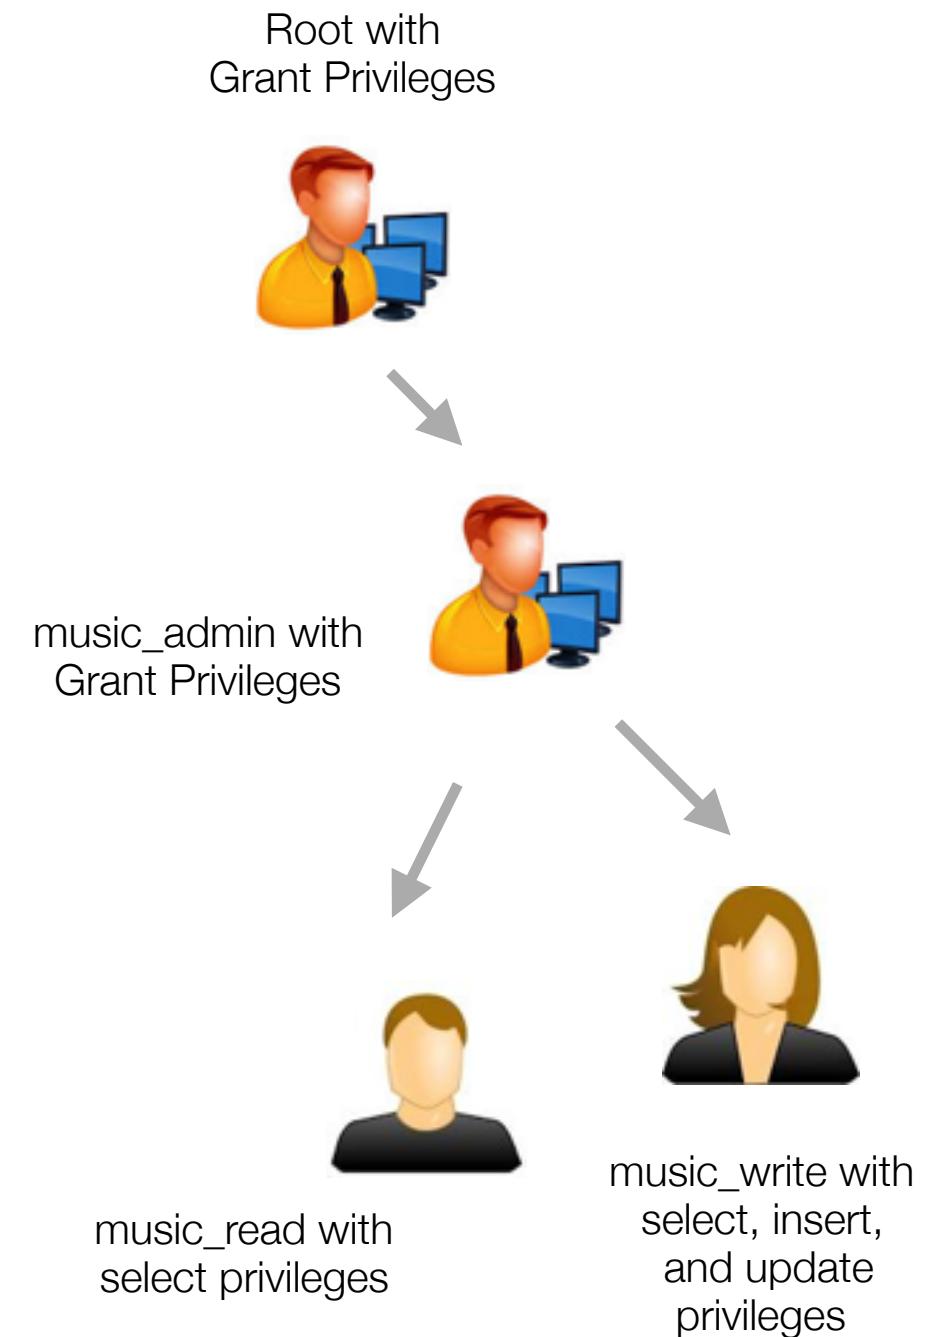 Root with
Grant Privileges
music_admin with
Grant Privileges
music_read with
select privileges
music_write with
select, insert,
and update
privileges